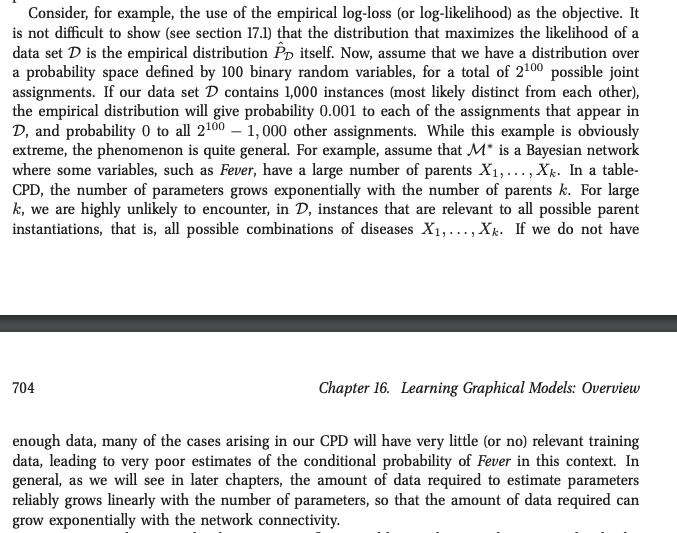 Consider, for example, the use of the empirical log-loss (or log-likelihood) as the objective. It
is not difficult to show (see section 17.1) that the distribution that maximizes the likelihood of a
data set 𝒟 is the empirical distribution P̂_𝒟 itself. Now, assume that we have a distribution over
a probability space defined by 100 binary random variables, for a total of 2^100 possible joint
assignments. If our data set 𝒟 contains 1,000 instances (most likely distinct from each other),
the empirical distribution will give probability 0.001 to each of the assignments that appear in
𝒟, and probability 0 to all 2^100 − 1,000 other assignments. While this example is obviously
extreme, the phenomenon is quite general. For example, assume that ℳ* is a Bayesian network
where some variables, such as Fever, have a large number of parents X₁, . . . , Xₖ. In a table-
CPD, the number of parameters grows exponentially with the number of parents k. For large
k, we are highly unlikely to encounter, in 𝒟, instances that are relevant to all possible parent
instantiations, that is, all possible combinations of diseases X₁, . . . , Xₖ. If we do not have
704 Chapter 16. Learning Graphical Models: Overview
enough data, many of the cases arising in our CPD will have very little (or no) relevant training
data, leading to very poor estimates of the conditional probability of Fever in this context. In
general, as we will see in later chapters, the amount of data required to estimate parameters
reliably grows linearly with the number of parameters, so that the amount of data required can
grow exponentially with the network connectivity.